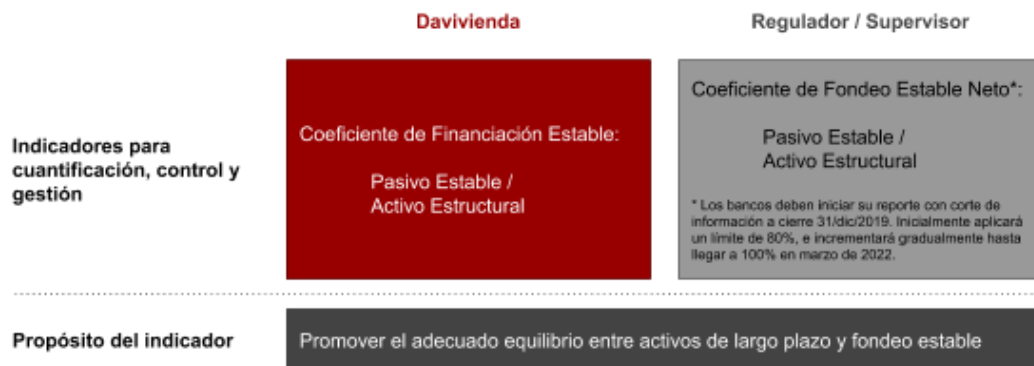 Davivienda
Regulador / Supervisor
Indicadores para
cuantificación, control y
gestión
Coeficiente de Financiación Estable:
Pasivo Estable /
Activo Estructural
Coeficiente de Fondeo Estable Neto*:
Pasivo Estable /
Activo Estructural
* Los bancos deben iniciar su reporte con corte de
información a cierre 31/dic/2019. Inicialmente aplicará
un límite de 80%, e incrementará gradualmente hasta
llegar a 100% en marzo de 2022.
Propósito del indicador
Promover el adecuado equilibrio entre activos de largo plazo y fondeo estable